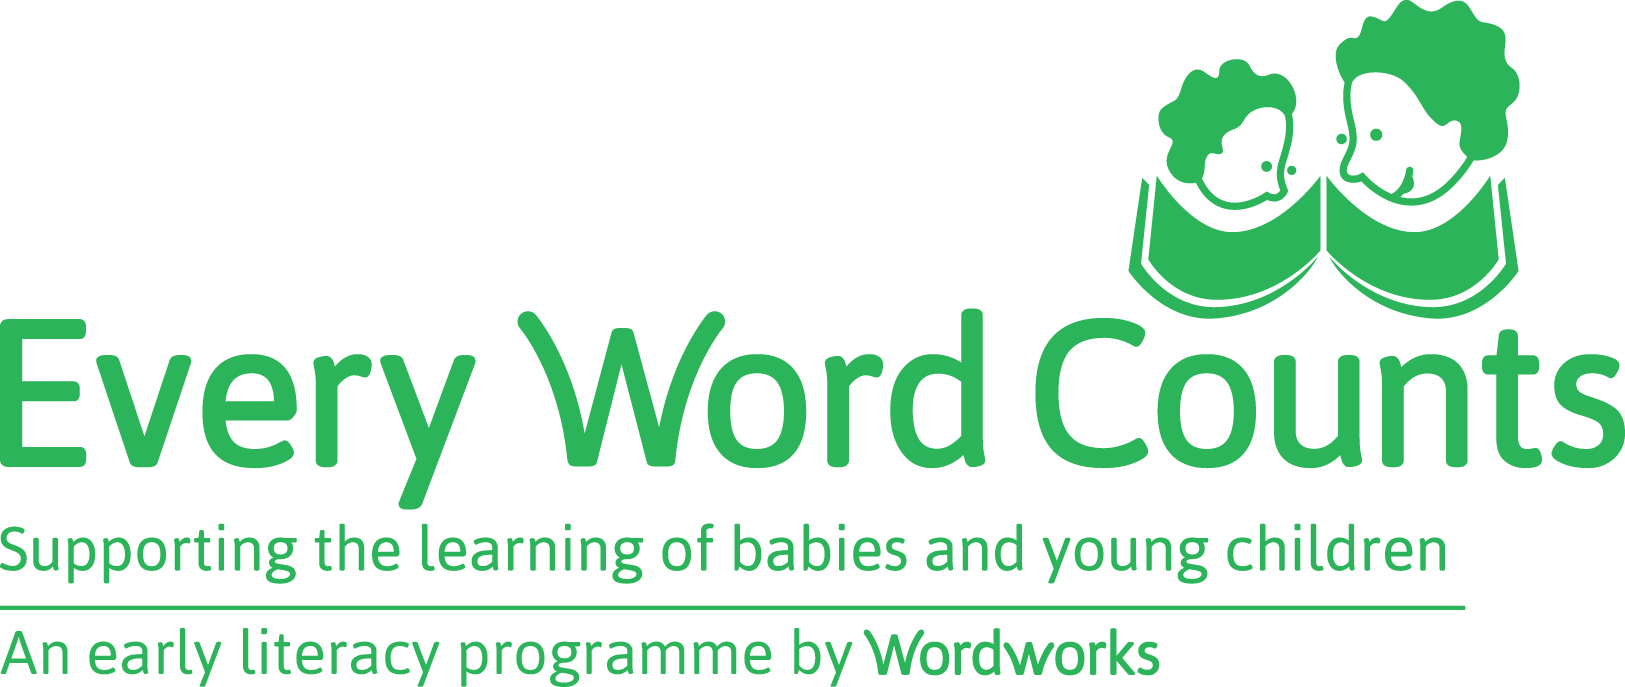 Every Word Counts
Supporting the learning of babies and young children
An early literacy programme by Wordworks